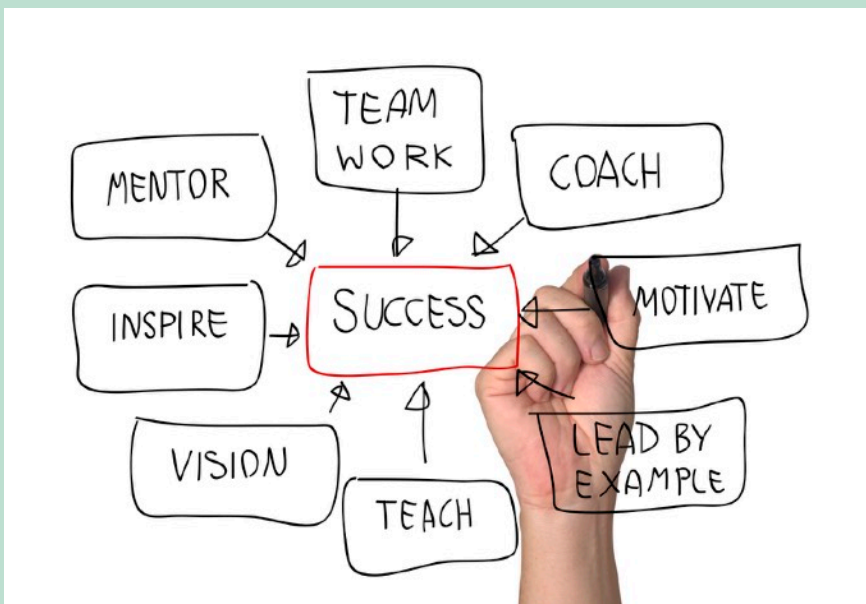 TEAM
WORK
MENTOR
COACH
INSPIRE
SUCCESS
MOTIVATE
VISION
TEACH
LEAD BY
EXAMPLE